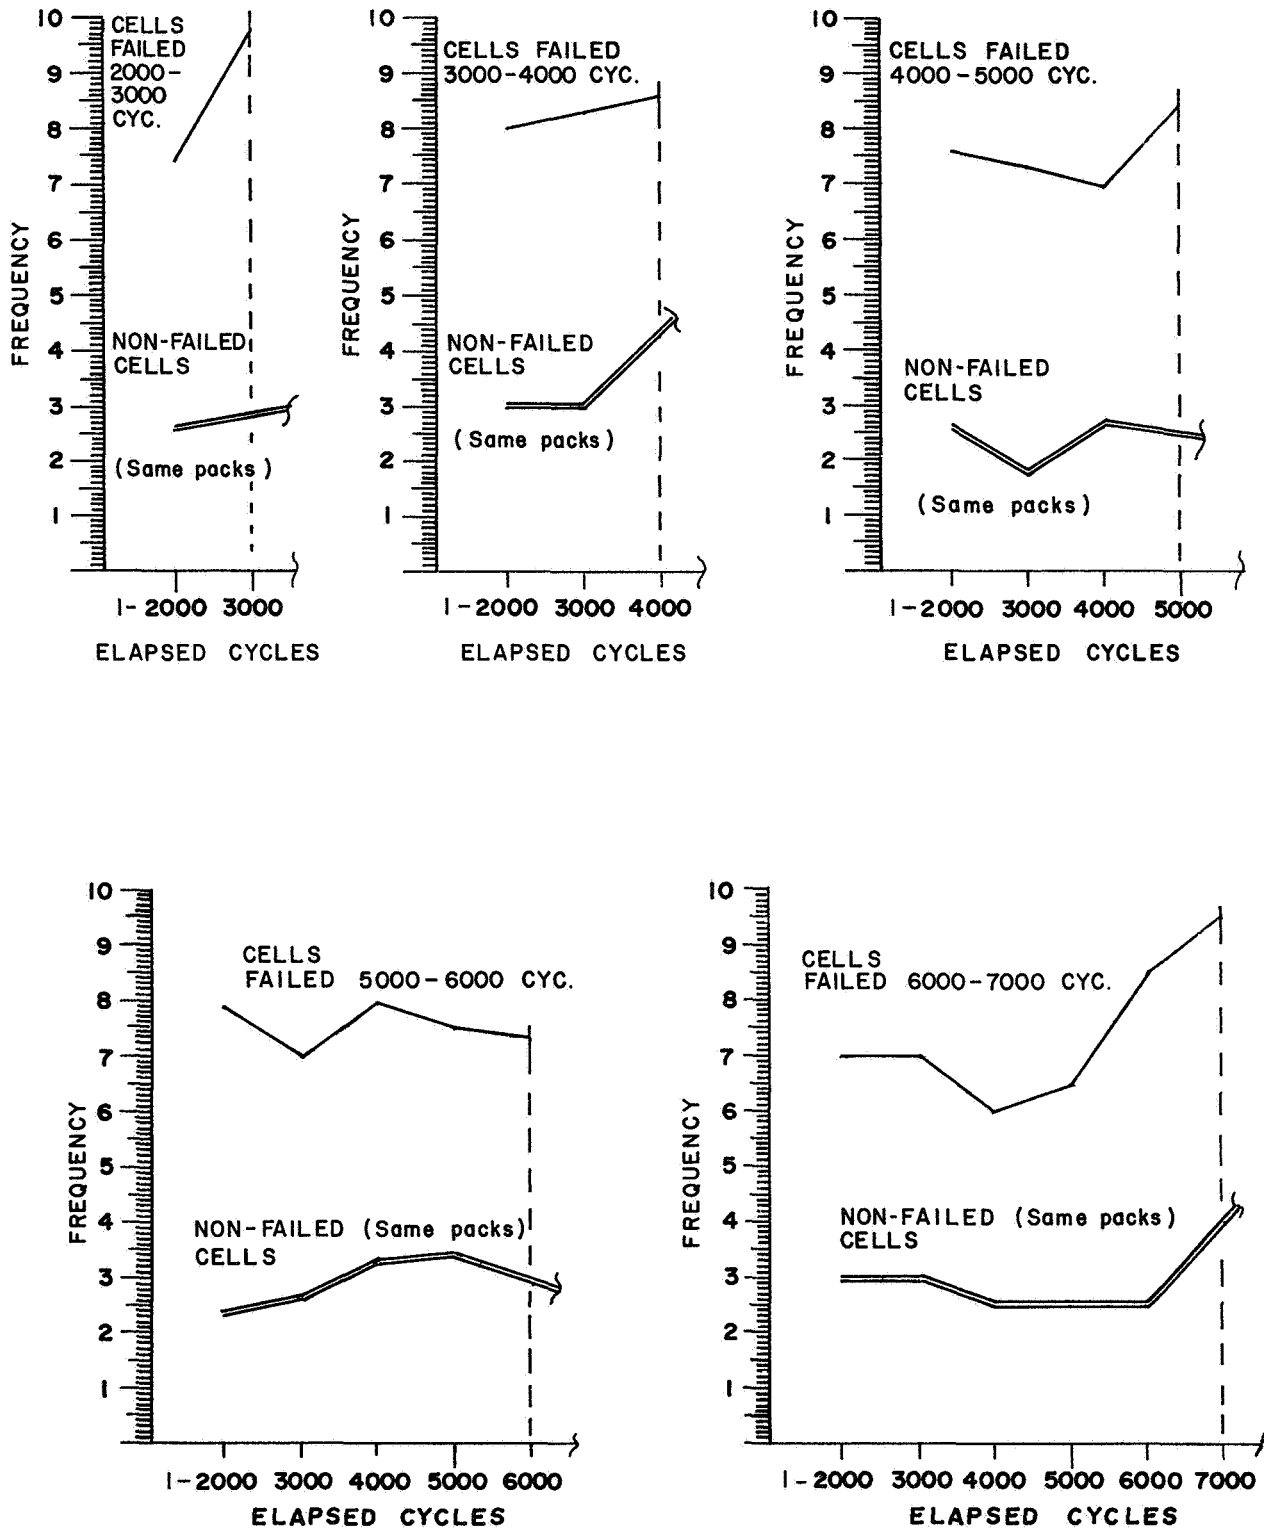 CELLS
FAILED
2000-
3000
CYC.
10
9
8
7
6
5
4
3
2
1
FREQUENCY
NON-FAILED
CELLS
(Same packs)
1-2000 3000
ELAPSED CYCLES
CELLS FAILED
3000-4000 CYC.
10
9
8
7
6
5
4
3
2
1
FREQUENCY
NON-FAILED
CELLS
(Same packs)
1-2000 3000 4000
ELAPSED CYCLES
CELLS FAILED
4000-5000 CYC.
10
9
8
7
6
5
4
3
2
1
FREQUENCY
NON-FAILED
CELLS
(Same packs)
1-2000 3000 4000 5000
ELAPSED CYCLES
CELLS
FAILED 5000-6000 CYC.
10
9
8
7
6
5
4
3
2
1
FREQUENCY
NON-FAILED (Same packs)
CELLS
1-2000 3000 4000 5000 6000
ELAPSED CYCLES
CELLS
FAILED 6000-7000 CYC.
10
9
8
7
6
5
4
3
2
1
FREQUENCY
NON-FAILED (Same packs)
CELLS
1-2000 3000 4000 5000 6000 7000
ELAPSED CYCLES